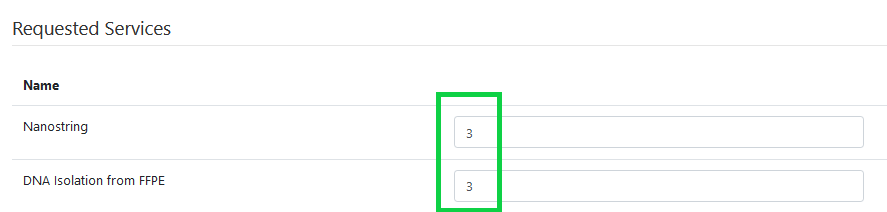 Requested Services
Name
Nanostring
3
DNA Isolation from FFPE
3